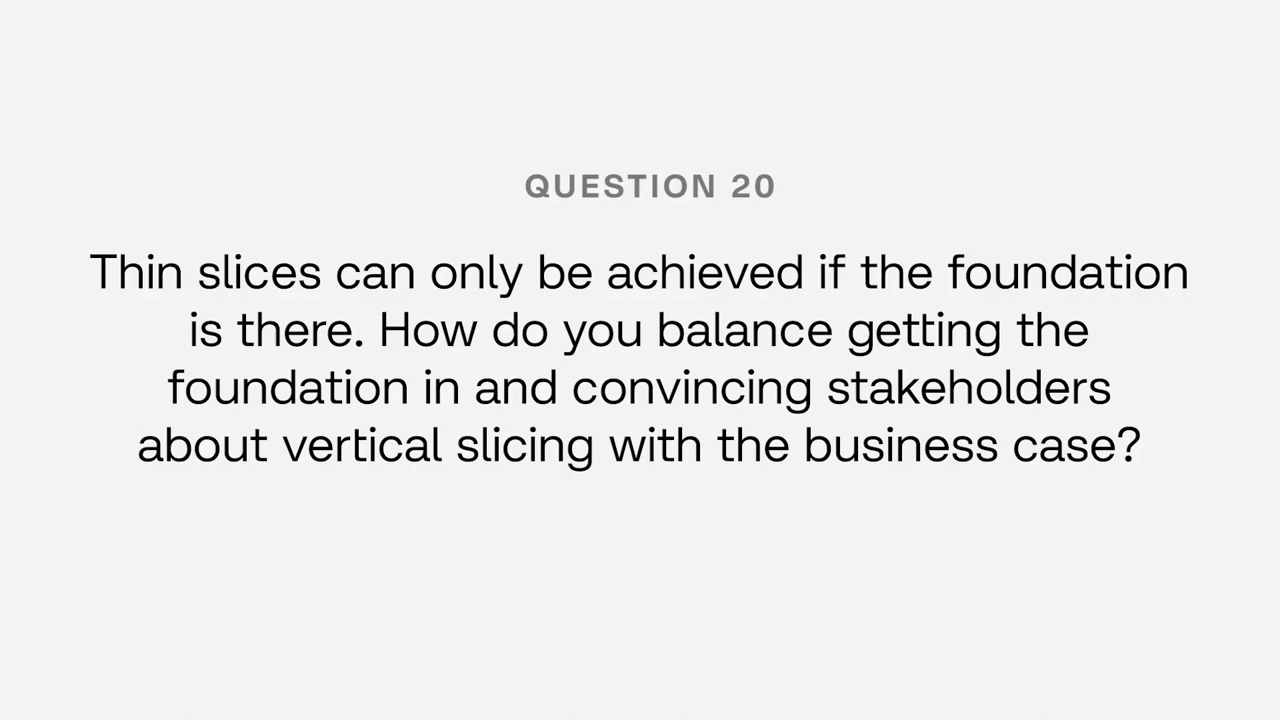 QUESTION 20
Thin slices can only be achieved if the foundation
is there. How do you balance getting the
foundation in and convincing stakeholders
about vertical slicing with the business case?